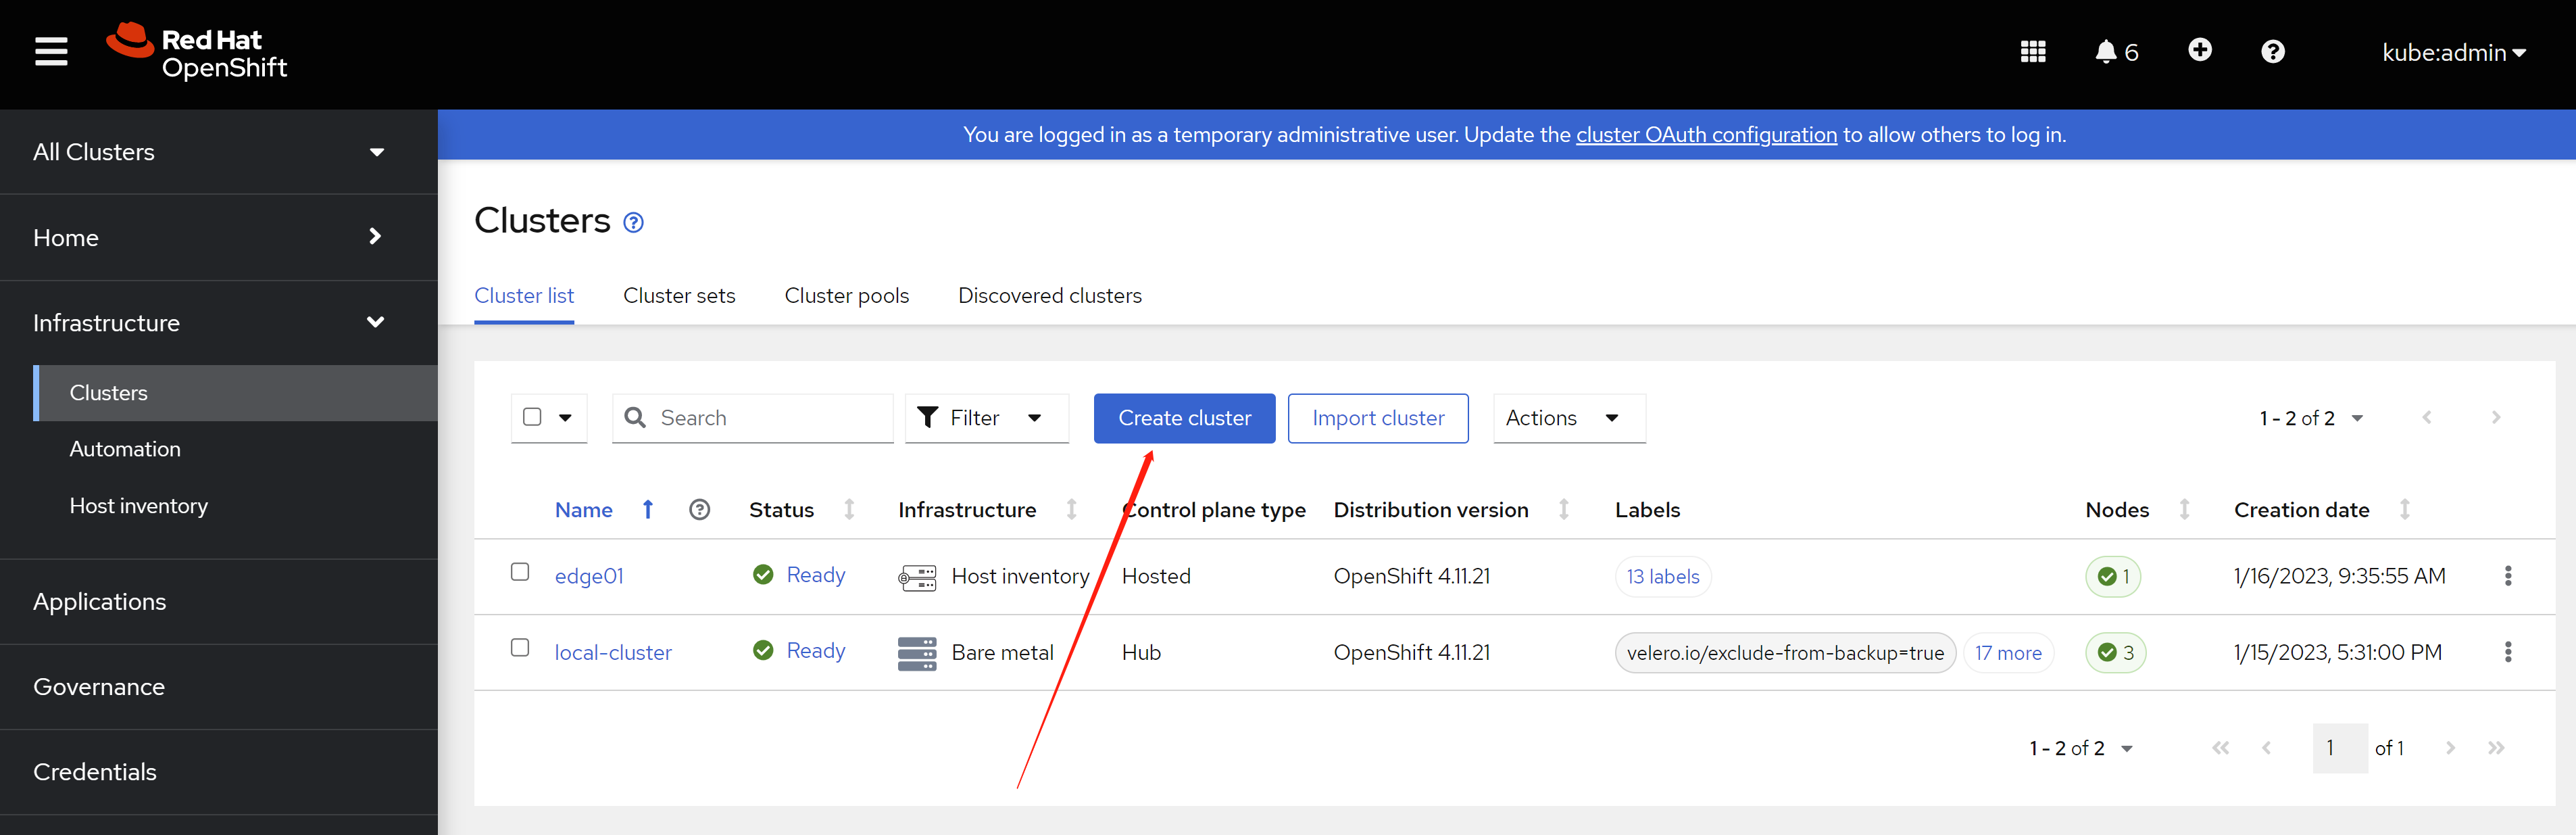 Red Hat
OpenShift
6
kube:admin
All Clusters
Home
Infrastructure
Clusters
Automation
Host inventory
Applications
Governance
Credentials
You are logged in as a temporary administrative user. Update the cluster OAuth configuration to allow others to log in.
Clusters
Cluster list Cluster sets Cluster pools Discovered clusters
Search Filter Create cluster Import cluster Actions 1 - 2 of 2
Name Status Infrastructure Control plane type Distribution version Labels Nodes Creation date
edge01 Ready Host inventory Hosted OpenShift 4.11.21 13 labels 1 1/16/2023, 9:35:55 AM
local-cluster Ready Bare metal Hub OpenShift 4.11.21 velero.io/exclude-from-backup=true 17 more 3 1/15/2023, 5:31:00 PM
1 - 2 of 2 1 of 1